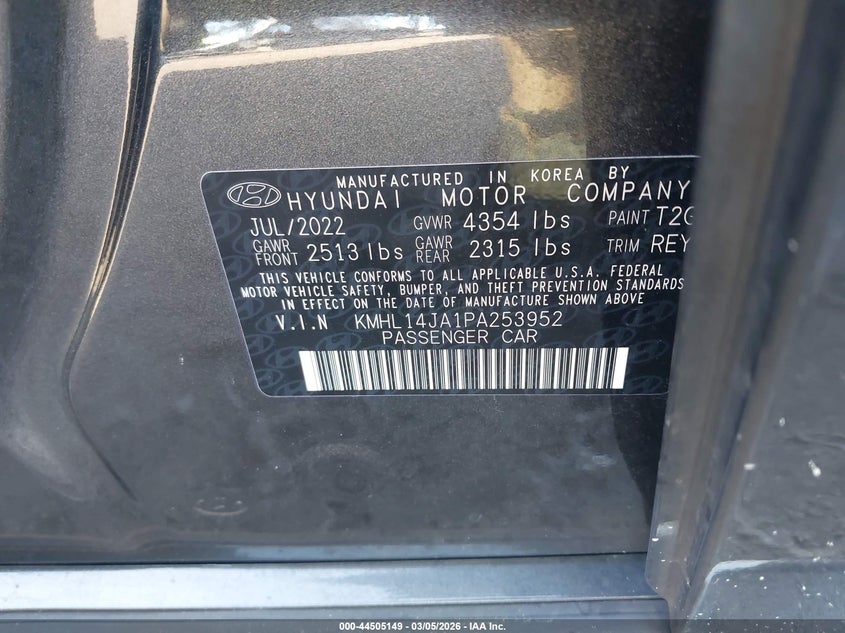 MANUFACTURED IN KOREA BY
HYUNDAI MOTOR COMPANY
JUL/2022 GVWR 4354 lbs PAINT T2G
GAWR FRONT 2513 lbs GAWR REAR 2315 lbs TRIM REY
THIS VEHICLE CONFORMS TO ALL APPLICABLE U.S.A. FEDERAL
MOTOR VEHICLE SAFETY, BUMPER, AND THEFT PREVENTION STANDARDS
IN EFFECT ON THE DATE OF MANUFACTURE SHOWN ABOVE
V.I.N KMHL14JA1PA253952
PASSENGER CAR
000-44505149 - 03/05/2026 - IAA Inc.